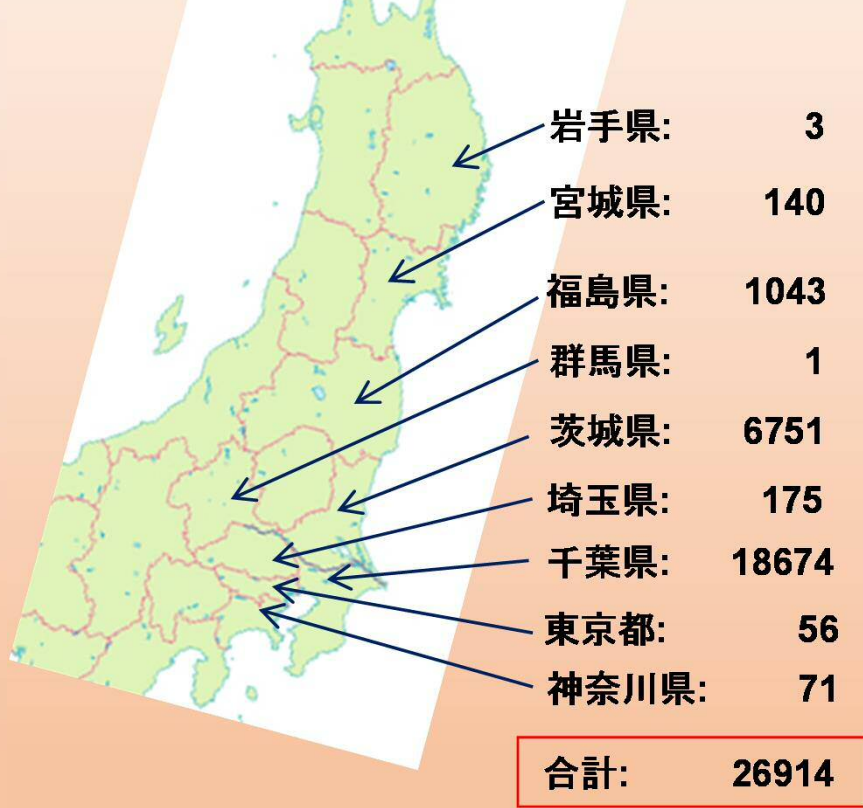 岩手県: 3
宮城県: 140
福島県: 1043
群馬県: 1
茨城県: 6751
埼玉県: 175
千葉県: 18674
東京都: 56
神奈川県: 71
合計: 26914